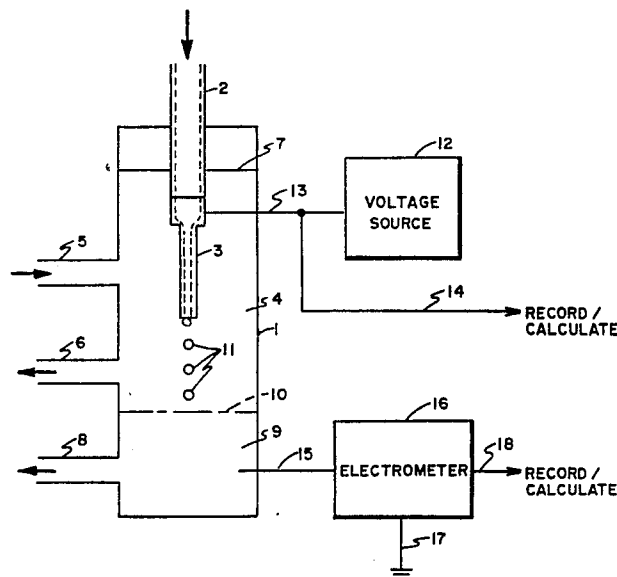 2
7
12
VOLTAGE
SOURCE
13
5
3
14
4
RECORD /
CALCULATE
1
6
11
10
16
8
9
15
ELECTROMETER
18
RECORD /
CALCULATE
17